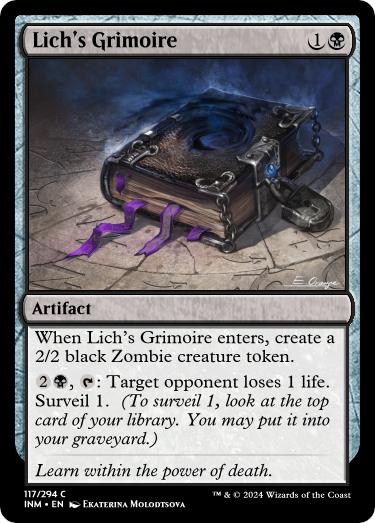 Lich's Grimoire 1
Artifact
When Lich's Grimoire enters, create a
2/2 black Zombie creature token.
2 , : Target opponent loses 1 life.
Surveil 1. (To surveil 1, look at the top
card of your library. You may put it into
your graveyard.)
Learn within the power of death.
117/294 C
INM • EN Ekaterina Molodtsova
™ & © 2024 Wizards of the Coast